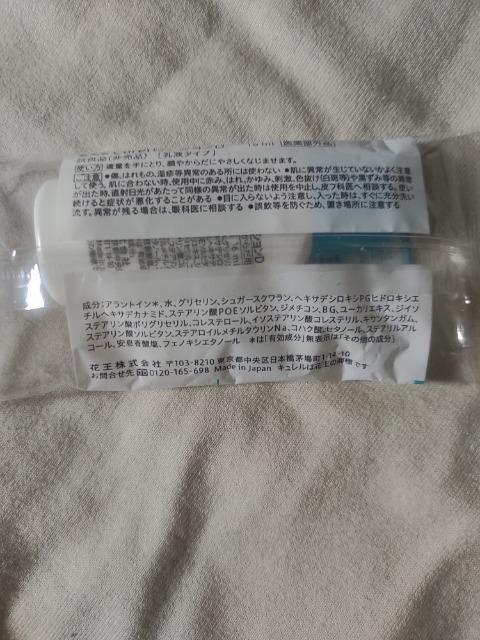 試供品(非売品) [乳液タイプ] mL 医薬部外品
使い方 適量を手にとり、顔やからだにやさしくなじませます。
ご注意 ●傷、はれもの、湿疹等異常のある所には使わない ●肌に異常が生じていないかよく注意
して使う。肌に合わない時、使用中に赤み、はれ、かゆみ、刺激、色抜け(白斑等)や黒ずみ等の異常
が出た時、直射日光があたって同様の異常が出た時は使用を中止し、皮フ科医へ相談する。使い
続けると症状が悪化することがある ●目に入らないよう注意し、入った時は、すぐに充分洗い
流す。異常が残る場合は、眼科医に相談する ●誤飲等を防ぐため、置き場所に注意する
成分:アラントイン*、水、グリセリン、シュガースクワラン、ヘキサデシロキシPGヒドロキシエ
チルヘキサデカナミド、ステアリン酸POEソルビタン、ジメチコン、BG、ユーカリエキス、ジイソ
ステアリン酸ポリグリセリル、コレステロール、イソステアリン酸コレステリル、キサンタンガム、
ステアリン酸ソルビタン、ステアロイルメチルタウリンNa、コハク酸、セタノール、ステアリルアル
コール、安息香酸塩、フェノキシエタノール *は「有効成分」無表示は「その他の成分」
花王株式会社 〒103-8210 東京都中央区日本橋茅場町1-14-10
お問合せ先 0120-165-698 Made in Japan キュレルは花王の商標です